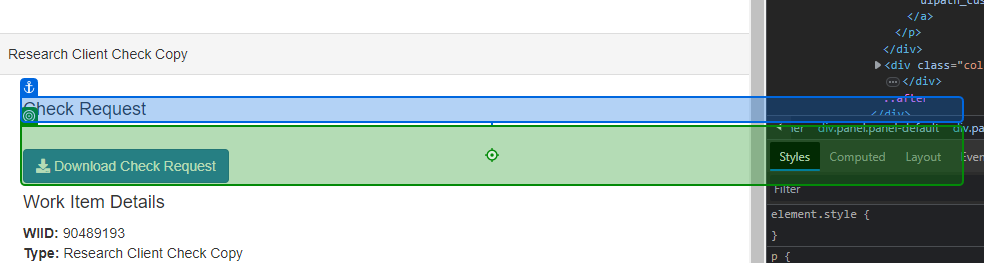 </a>
</p>
</div>
Research Client Check Copy
<div class="col
</div>
::after
Check Request
</div>
div.panel.panel-default
div.pa
Download Check Request
Styles Computed Layout Even
Filter
Work Item Details
element.style {
}
WIID: 90489193
Type: Research Client Check Copy
p {